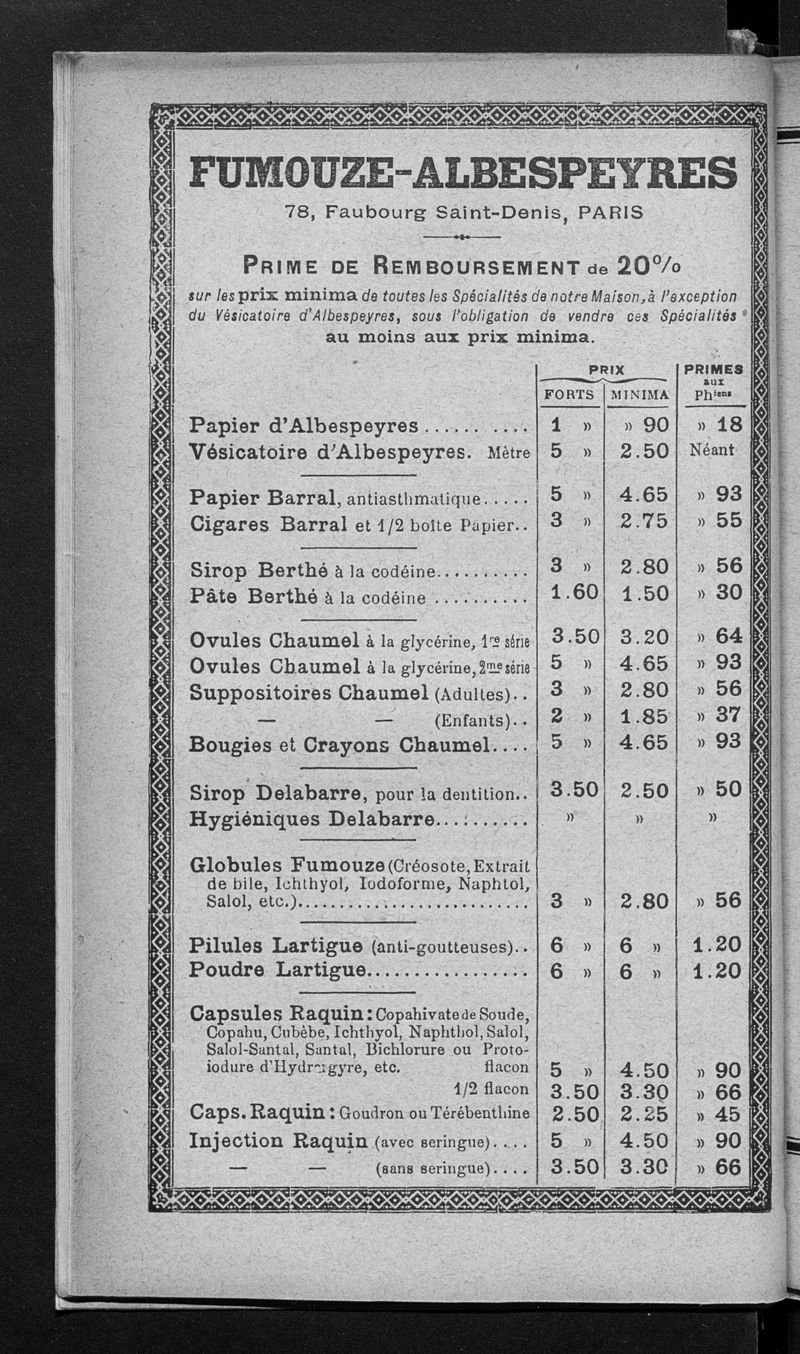 FUMOUZE-ALBESPEYRES
78, Faubourg Saint-Denis, PARIS
PRIME DE REMBOURSEMENT de 20%
sur les prix minima de toutes les Spécialités de notre Maison, à l'exception
du Vésicatoire d'Albespeyres, sous l'obligation de vendre ces Spécialités
au moins aux prix minima.
PRIX PRIMES
aux
FORTS MINIMA Phiens
Papier d'Albespeyres .......... 1 » » 90 » 18
Vésicatoire d'Albespeyres. Mètre 5 » 2.50 Néant
Papier Barral, antiasthmatique..... 5 » 4.65 » 93
Cigares Barral et 1/2 boîte Papier.. 3 » 2.75 » 55
Sirop Berthé à la codéine.......... 3 » 2.80 » 56
Pâte Berthé à la codéine .......... 1.60 1.50 » 30
Ovules Chaumel à la glycérine, 1re série 3.50 3.20 » 64
Ovules Chaumel à la glycérine, 2me série 5 » 4.65 » 93
Suppositoires Chaumel (Adultes).. 3 » 2.80 » 56
— — (Enfants).. 2 » 1.85 » 37
Bougies et Crayons Chaumel.... 5 » 4.65 » 93
Sirop Delabarre, pour la dentition.. 3.50 2.50 » 50
Hygiéniques Delabarre.......... » » »
Globules Fumouze (Créosote, Extrait
de bile, Ichthyol, Iodoforme, Naphtol,
Salol, etc.)............................ 3 » 2.80 » 56
Pilules Lartigue (anti-goutteuses).. 6 » 6 » 1.20
Poudre Lartigue................. 6 » 6 » 1.20
Capsules Raquin: Copahivate de Soude,
Copahu, Cubèbe, Ichthyol, Naphthol, Salol,
Salol-Santal, Santal, Bichlorure ou Proto-
iodure d'Hydrargyre, etc. flacon 5 » 4.50 » 90
1/2 flacon 3.50 3.30 » 66
Caps. Raquin: Goudron ou Térébenthine 2.50 2.25 » 45
Injection Raquin (avec seringue).... 5 » 4.50 » 90
— — (sans seringue).... 3.50 3.30 » 66